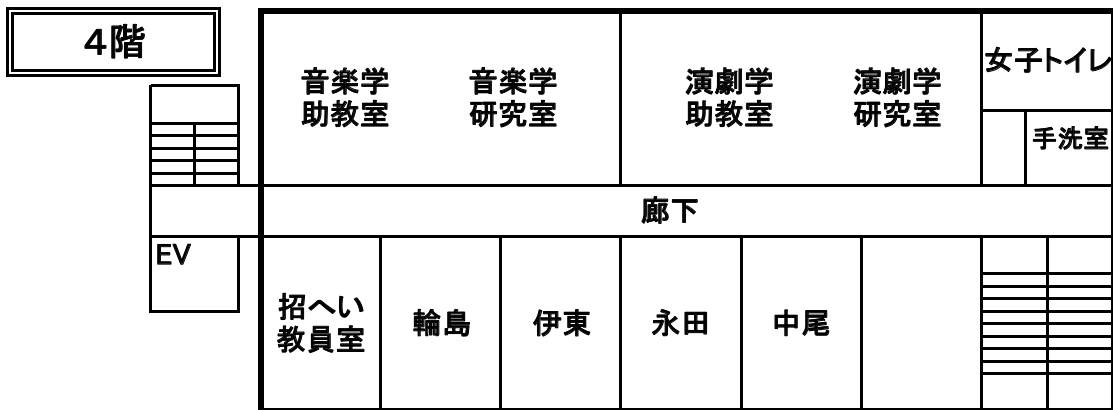 4階
音楽学
助教室
音楽学
研究室
演劇学
助教室
演劇学
研究室
女子トイレ
手洗室
廊下
EV
招へい
教員室
輪島
伊東
永田
中尾